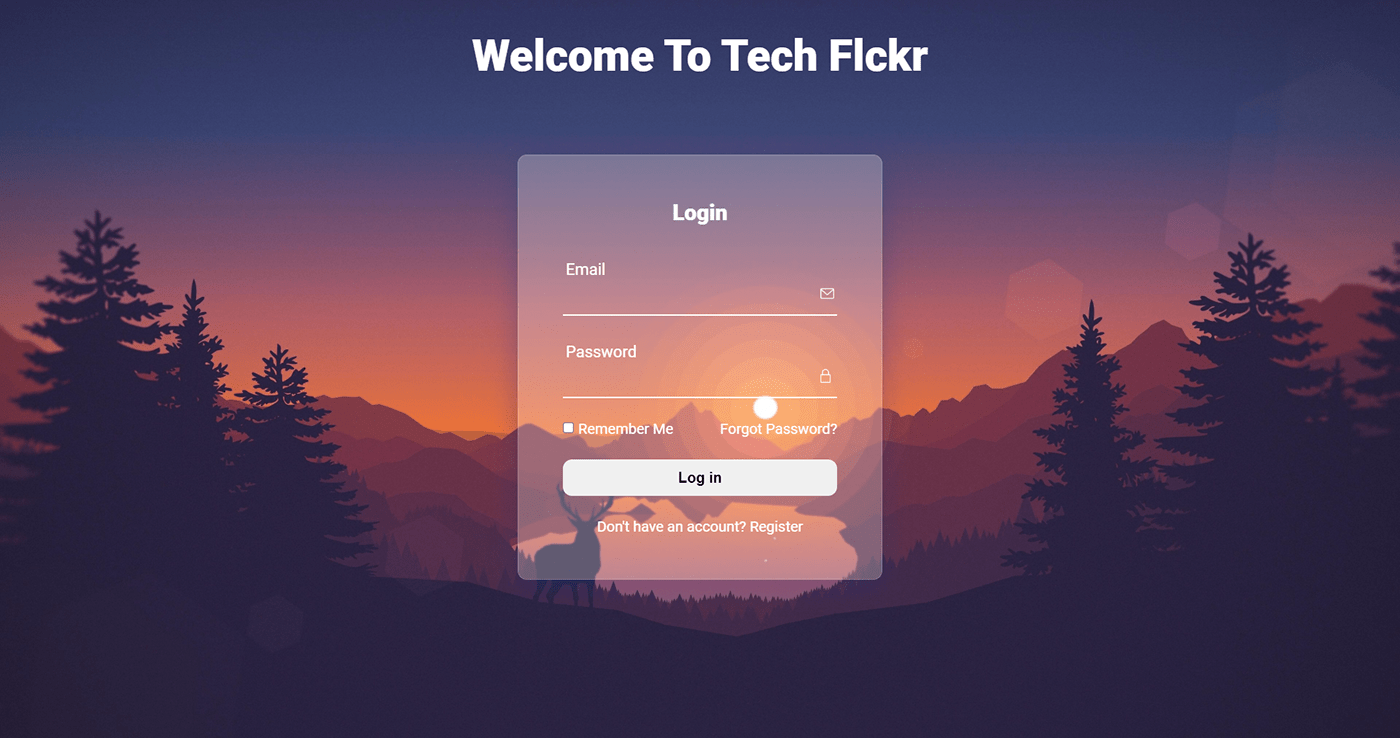 Welcome To Tech Flckr
Login
Email
Password
Remember Me Forgot Password?
Log in
Don't have an account? Register